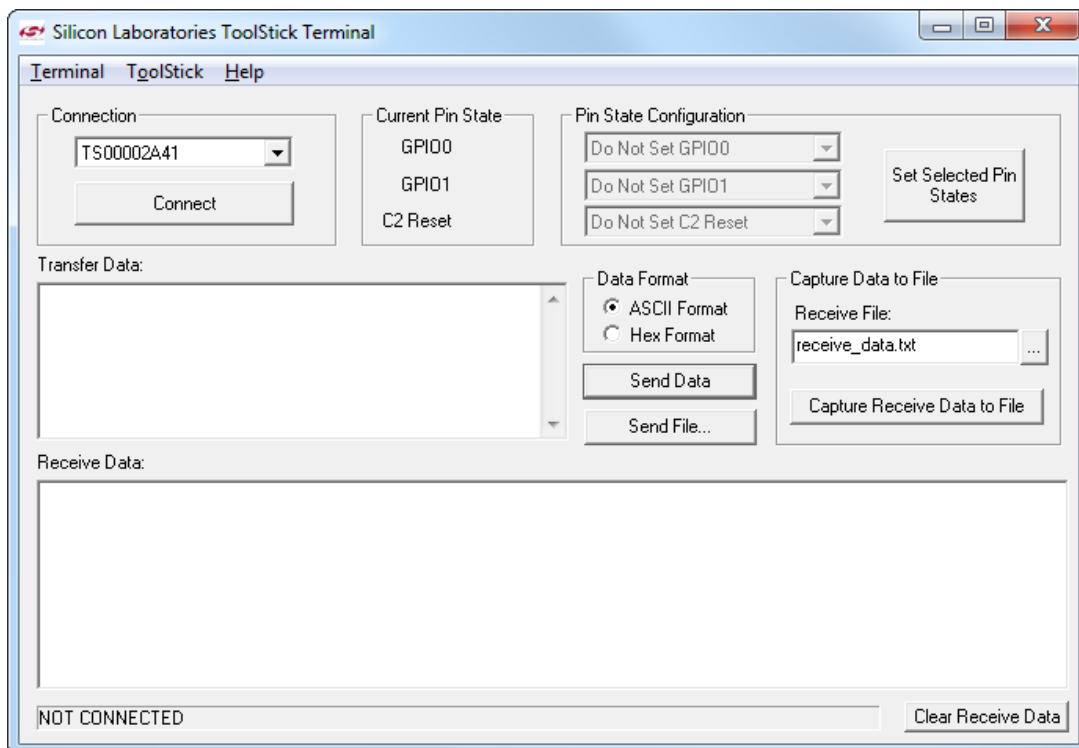 Silicon Laboratories ToolStick Terminal
Terminal ToolStick Help
Connection
TS00002A41
Connect
Current Pin State
GPIO0
GPIO1
C2 Reset
Pin State Configuration
Do Not Set GPIO0
Do Not Set GPIO1
Do Not Set C2 Reset
Set Selected Pin
States
Transfer Data:
Data Format
ASCII Format
Hex Format
Send Data
Send File...
Capture Data to File
Receive File:
receive_data.txt
...
Capture Receive Data to File
Receive Data:
NOT CONNECTED
Clear Receive Data